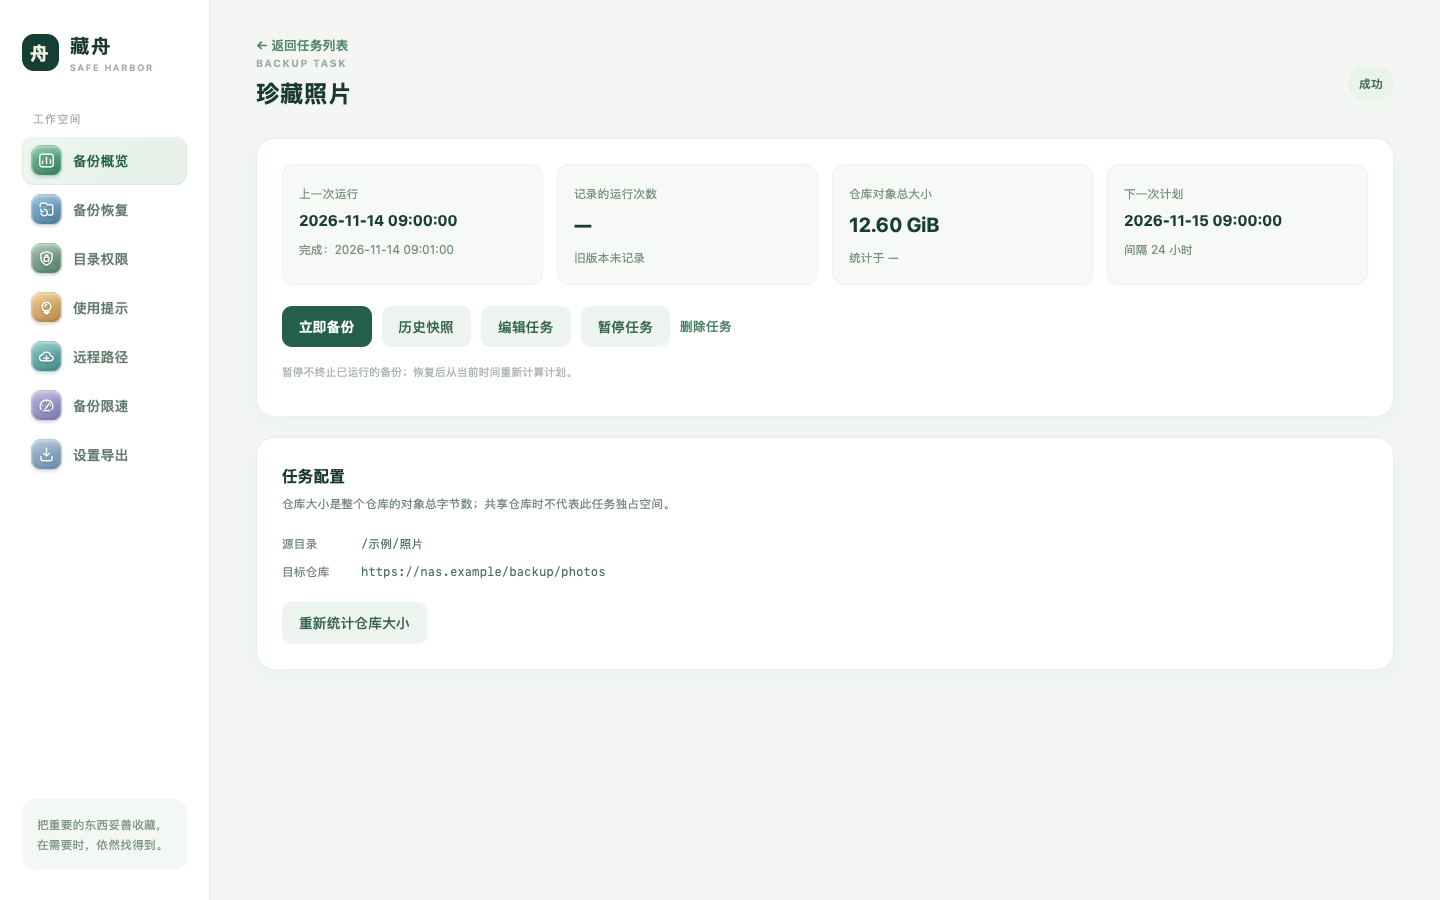 舟
藏舟
SAFE HARBOR
工作空间
备份概览
备份恢复
目录权限
使用提示
远程路径
备份限速
设置导出
把重要的东西妥善收藏，
在需要时，依然找得到。
← 返回任务列表
BACKUP TASK
珍藏照片
成功
上一次运行
2026-11-14 09:00:00
完成：2026-11-14 09:01:00
记录的运行次数
—
旧版本未记录
仓库对象总大小
12.60 GiB
统计于 —
下一次计划
2026-11-15 09:00:00
间隔 24 小时
立即备份 历史快照 编辑任务 暂停任务 删除任务
暂停不终止已运行的备份；恢复后从当前时间重新计算计划。
任务配置
仓库大小是整个仓库的对象总字节数；共享仓库时不代表此任务独占空间。
源目录 /示例/照片
目标仓库 https://nas.example/backup/photos
重新统计仓库大小